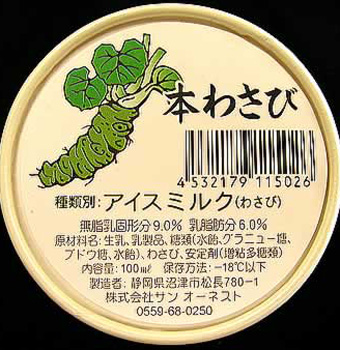 本わさび
4 532179 115026
種類別:アイスミルク(わさび)
無脂乳固形分9.0% 乳脂肪分6.0%
原材料名:生乳、乳製品、糖類(水飴、グラニュー糖、
ブドウ糖、水飴)、わさび、安定剤(増粘多糖類)
内容量:100㎖ 保存方法:-18℃以下
製造者:静岡県沼津市松長780-1
株式会社サン オーネスト
0559-68-0250